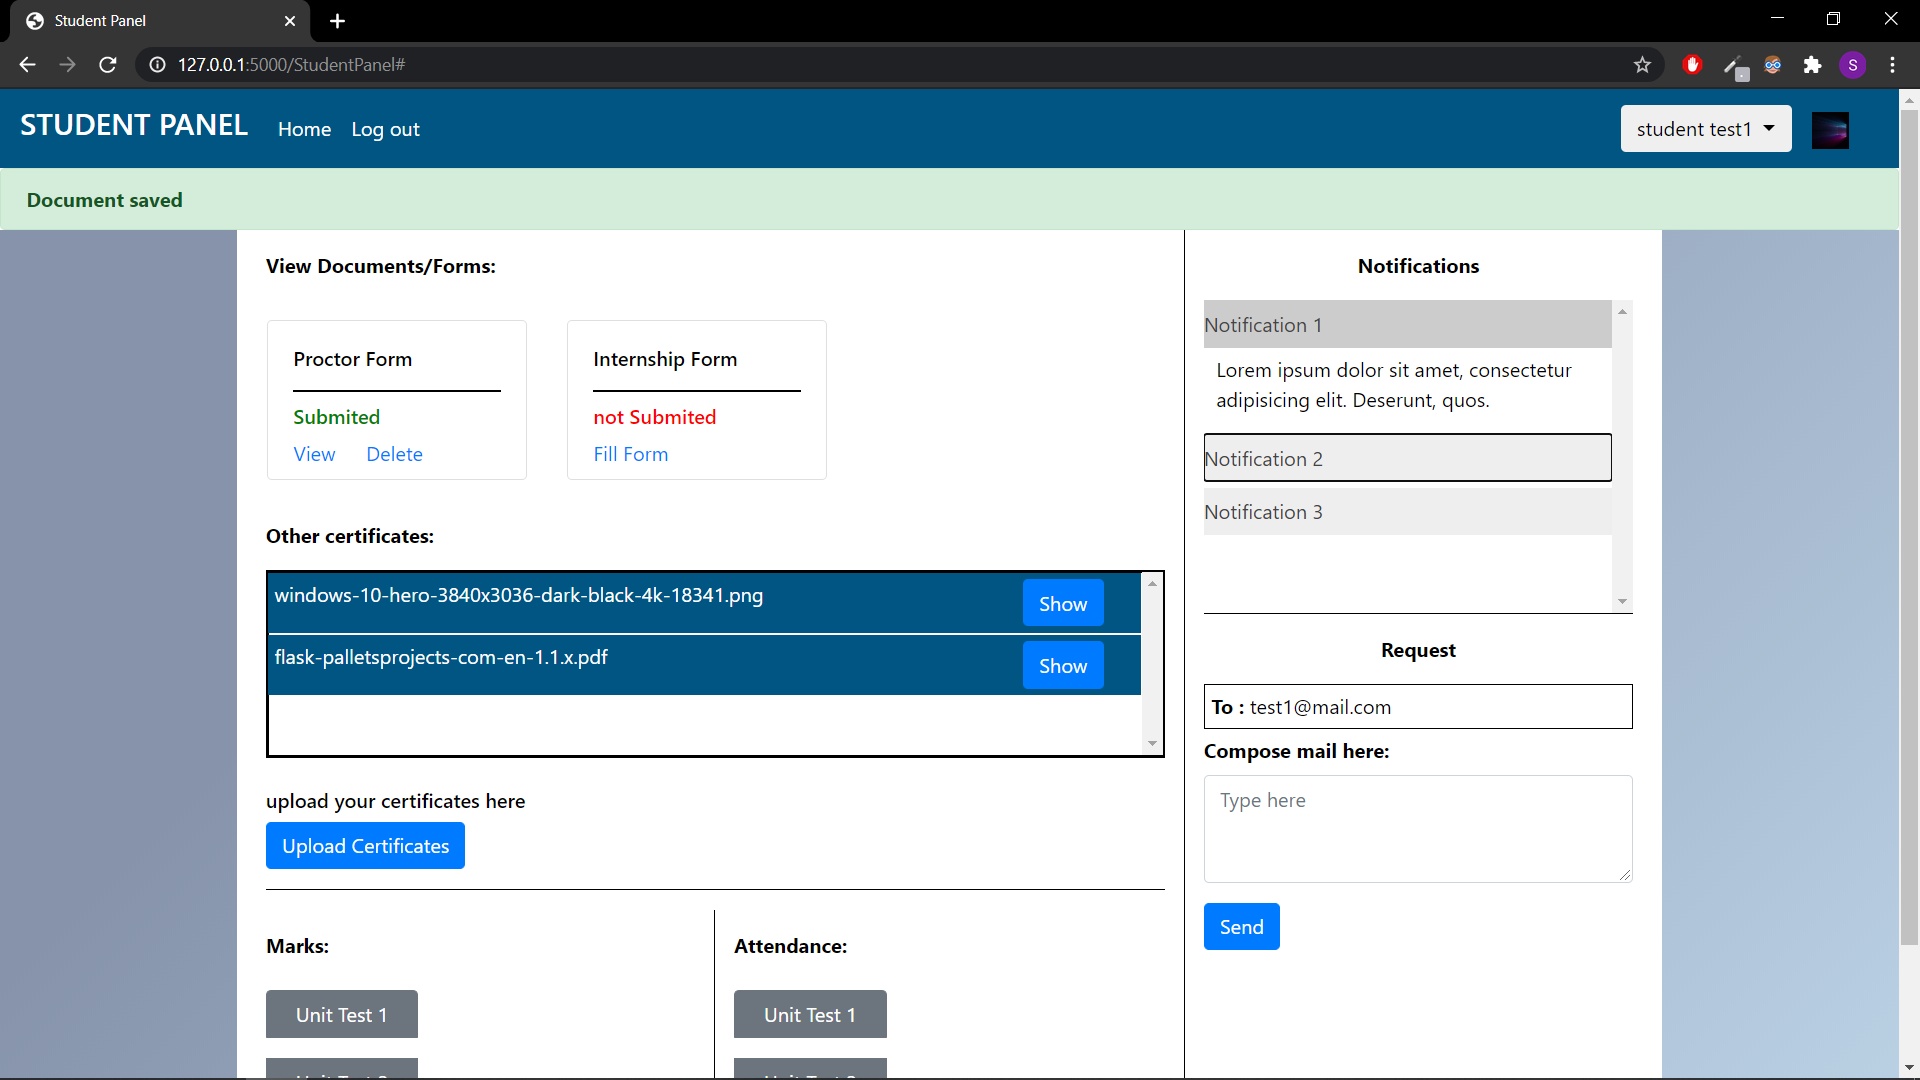 Student Panel
127.0.0.1:5000/StudentPanel#
S
STUDENT PANEL
Home
Log out
student test1
Document saved
View Documents/Forms:
Proctor Form
Submited
View
Delete
Internship Form
not Submited
Fill Form
Other certificates:
windows-10-hero-3840x3036-dark-black-4k-18341.png
Show
flask-palletsprojects-com-en-1.1.x.pdf
Show
upload your certificates here
Upload Certificates
Marks:
Unit Test 1
Attendance:
Unit Test 1
Notifications
Notification 1
Lorem ipsum dolor sit amet, consectetur
adipisicing elit. Deserunt, quos.
Notification 2
Notification 3
Request
To : test1@mail.com
Compose mail here:
Type here
Send